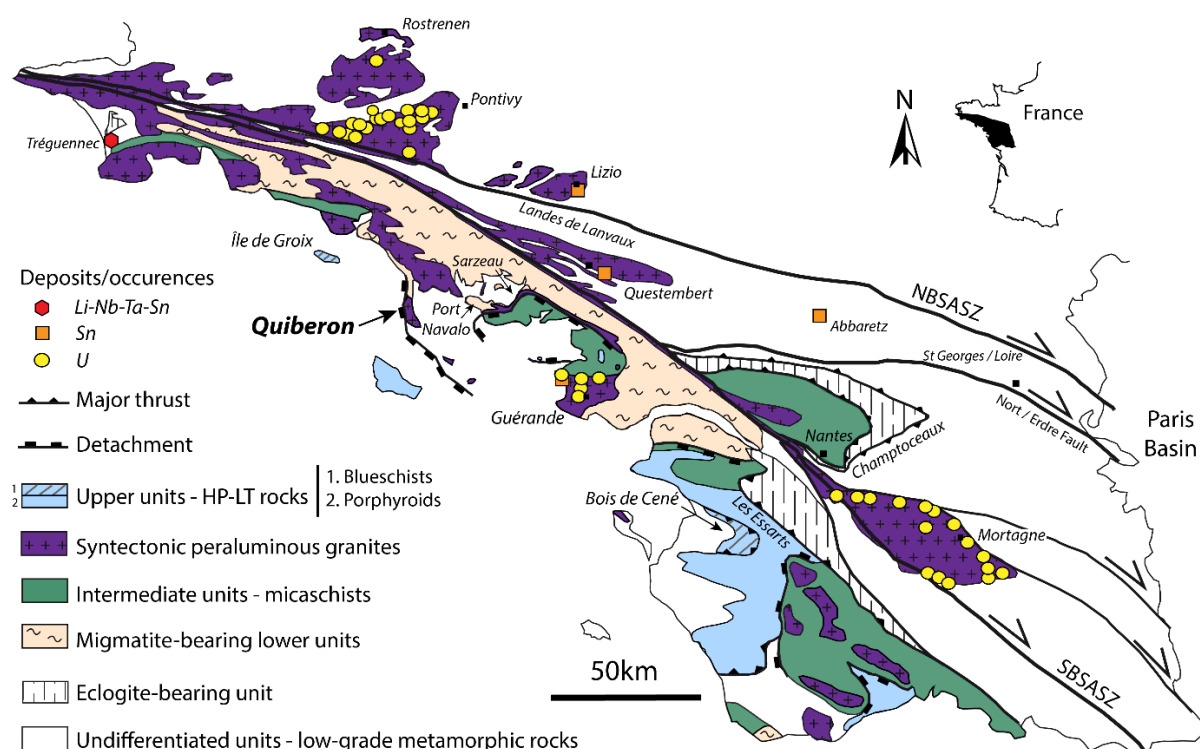 Rostrenen
Pontivy
N
France
Tréguennec
Lizio
Landes de Lanvaux
Île de Groix
Sarzeau
Deposits/occurences
Li-Nb-Ta-Sn
Sn
U
Questembert
NBSASZ
Port
Navalo
Quiberon
Abbaretz
St Georges / Loire
Major thrust
Guérande
Nort / Erdre Fault
Paris
Basin
Detachment
Nantes
Champtoceaux
1
2
Upper units - HP-LT rocks
1. Blueschists
2. Porphyroids
Bois de Cené
Les Essarts
Mortagne
Syntectonic peraluminous granites
Intermediate units - micaschists
Migmatite-bearing lower units
50km
SBSASZ
Eclogite-bearing unit
Undifferentiated units - low-grade metamorphic rocks